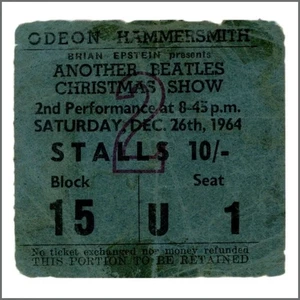 ODEON HAMMERSMITH
BRIAN EPSTEIN presents
ANOTHER BEATLES
CHRISTMAS SHOW
2nd Performance at 8-45 p.m.
SATURDAY DEC. 26th, 1964
2
STALLS 10/-
Block Seat
15 U 1
No ticket exchanged nor money refunded
THIS PORTION TO BE RETAINED